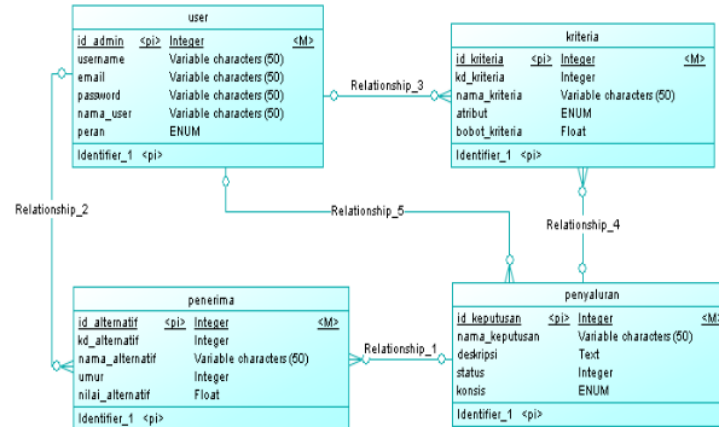 user
id_admin <pi> Integer <M>
username Variable characters (50)
email Variable characters (50)
password Variable characters (50)
nama_user Variable characters (50)
peran ENUM
Identifier_1 <pi>
kriteria
id_kriteria <pi> Integer <M>
kd_kriteria Integer
nama_kriteria Variable characters (50)
atribut ENUM
bobot_kriteria Float
Identifier_1 <pi>
Relationship_3
Relationship_2
Relationship_5
Relationship_4
penerima
id_alternatif <pi> Integer <M>
kd_alternatif Integer
nama_alternatif Variable characters (50)
umur Integer
nilai_alternatif Float
Identifier_1 <pi>
Relationship_1
penyaluran
id_keputusan <pi> Integer <M>
nama_keputusan Variable characters (50)
deskripsi Text
status Integer
konsis ENUM
Identifier_1 <pi>